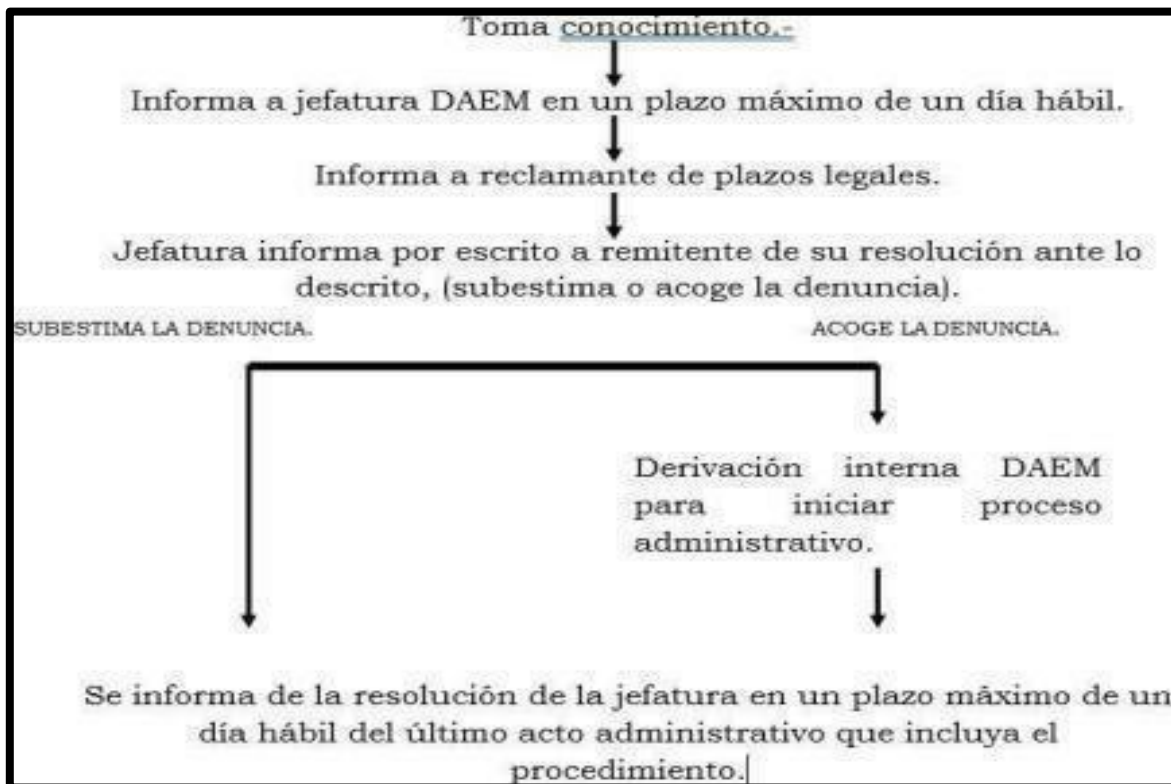 Toma conocimiento.-
Informa a jefatura DAEM en un plazo máximo de un día hábil.
Informa a reclamante de plazos legales.
Jefatura informa por escrito a remitente de su resolución ante lo
descrito, (subestima o acoge la denuncia).
SUBESTIMA LA DENUNCIA.
ACOGE LA DENUNCIA.
Derivación interna DAEM
para iniciar proceso
administrativo.
Se informa de la resolución de la jefatura en un plazo máximo de un
día hábil del último acto administrativo que incluya el
procedimiento.